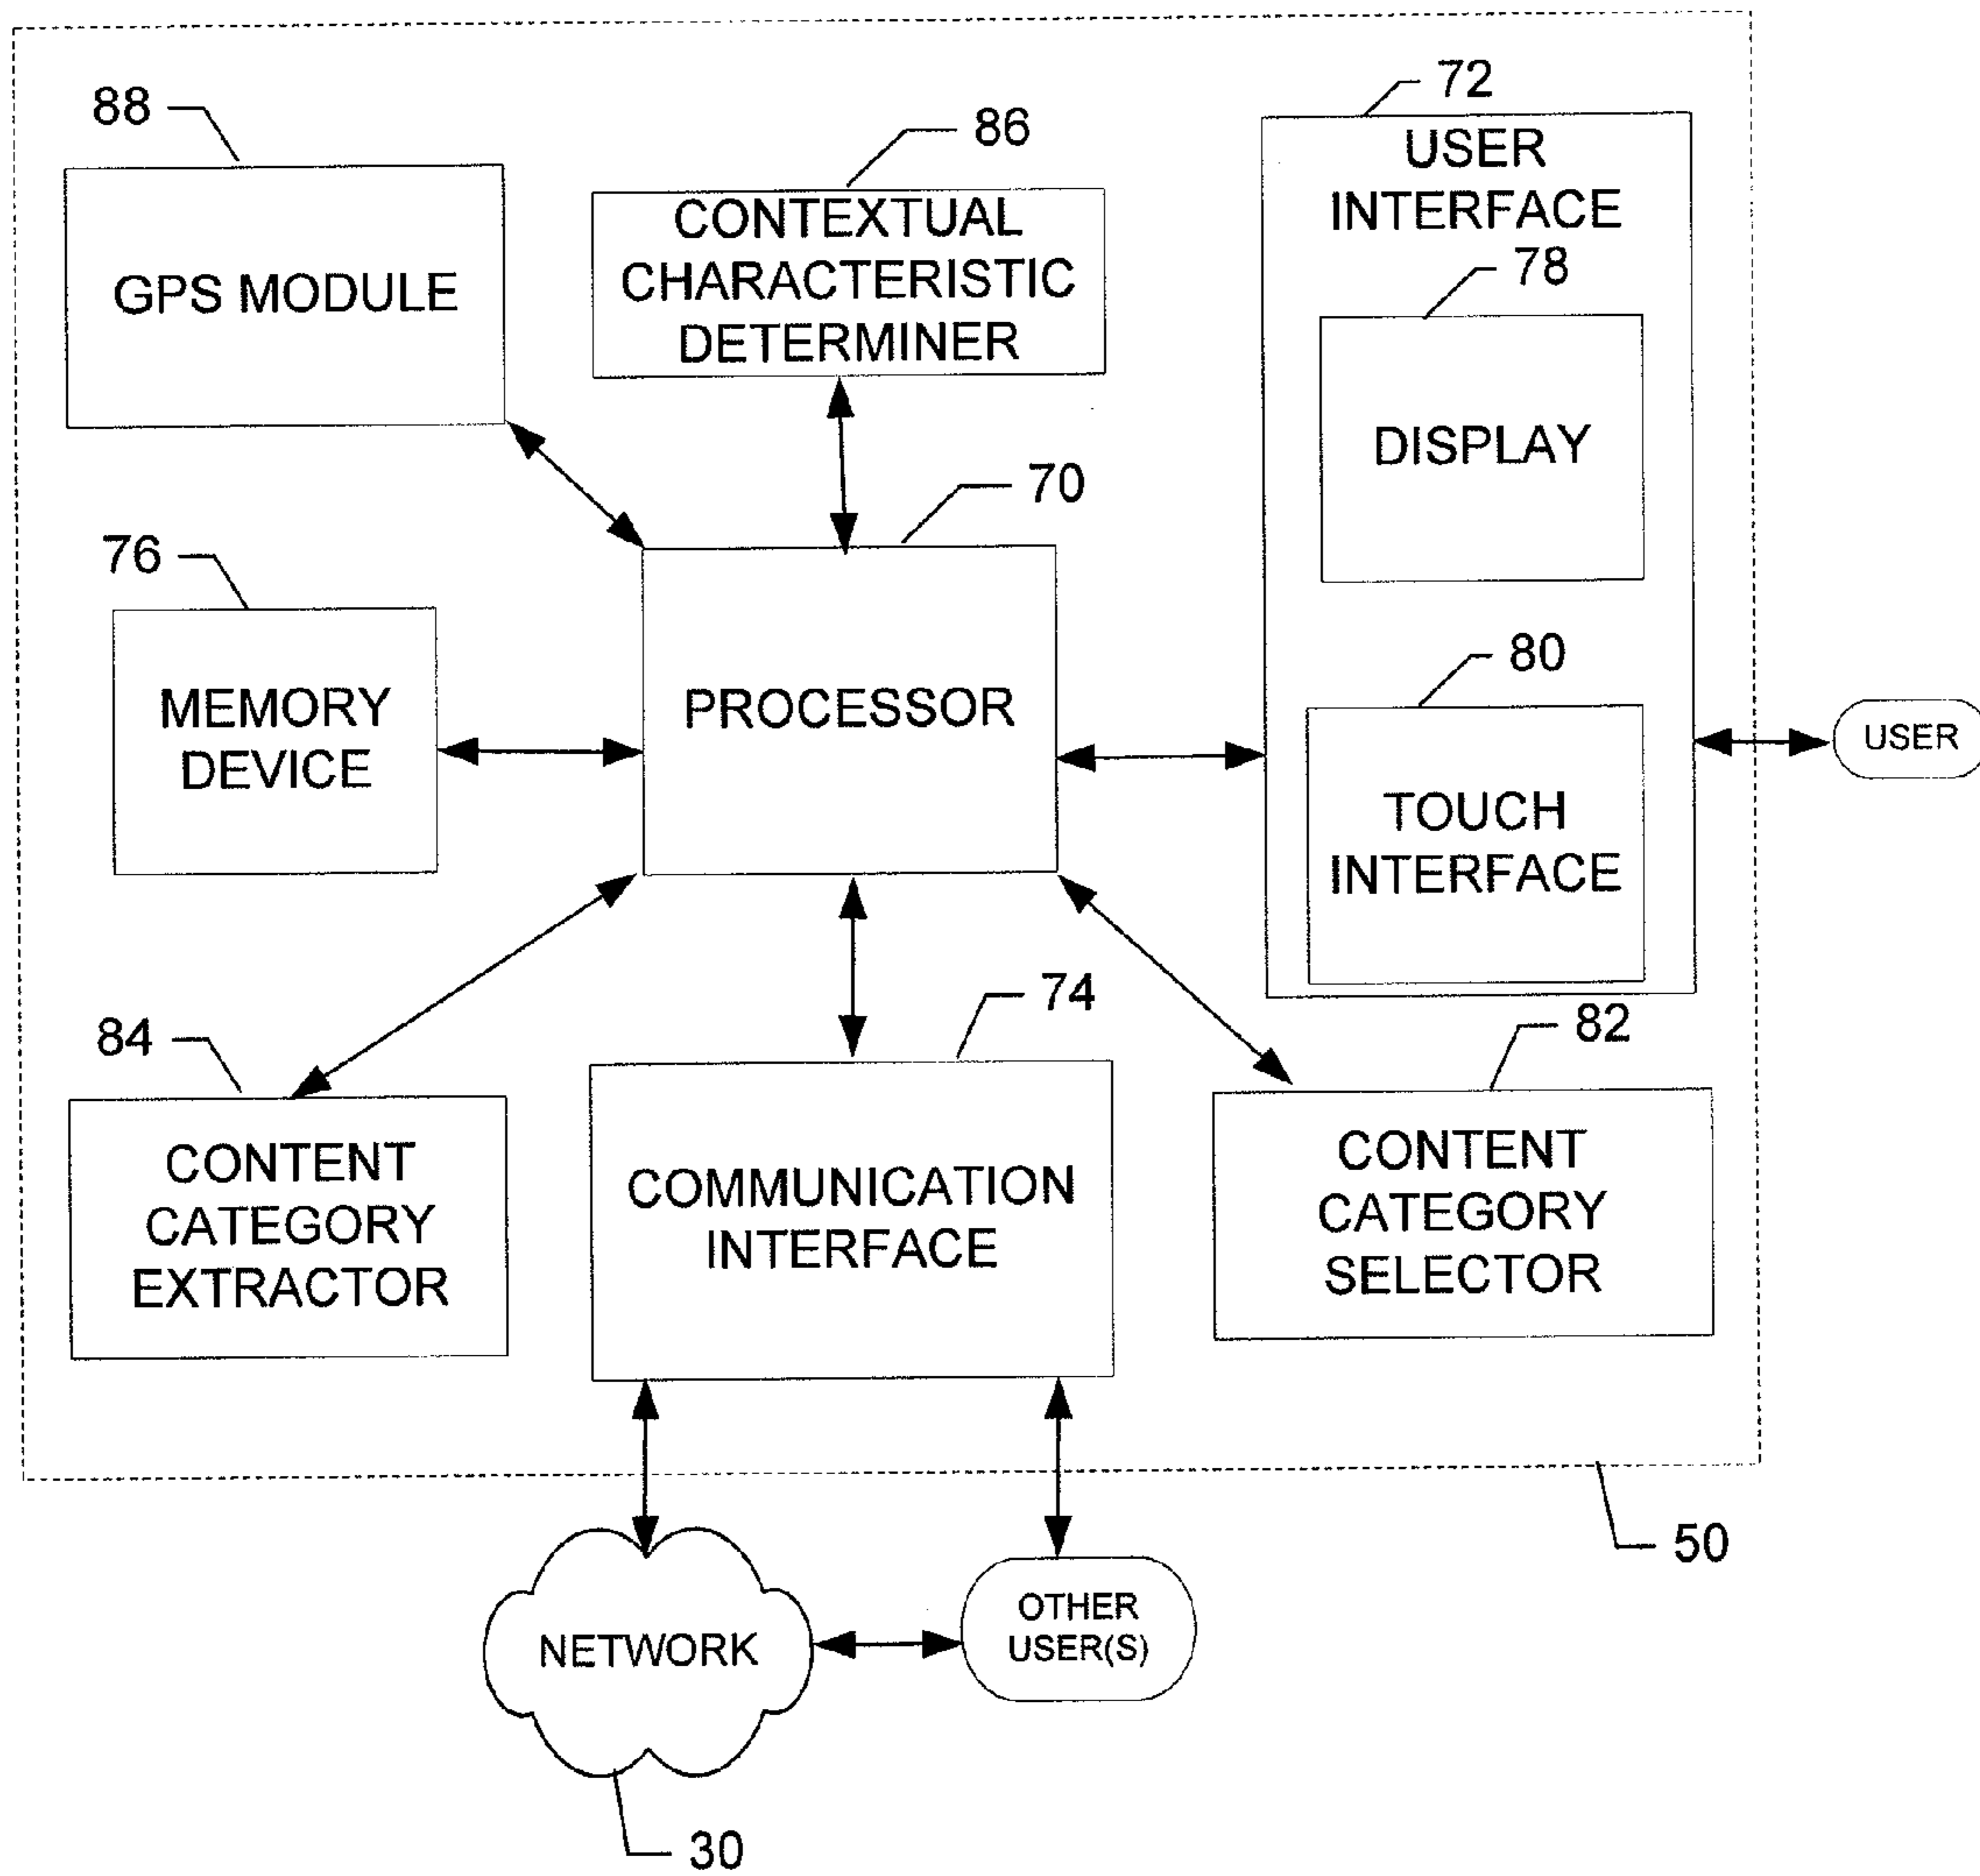 72
88
86
USER
INTERFACE
CONTEXTUAL
CHARACTERISTIC
DETERMINER
GPS MODULE
78
DISPLAY
70
76
80
MEMORY
DEVICE
PROCESSOR
USER
TOUCH
INTERFACE
74
84
82
CONTENT
CATEGORY
EXTRACTOR
COMMUNICATION
INTERFACE
CONTENT
CATEGORY
SELECTOR
50
NETWORK
OTHER
USER(S)
30